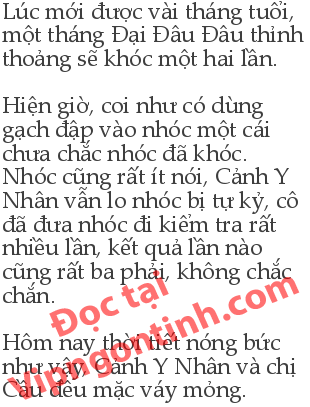 Lúc mới được vài tháng tuổi,
một tháng Đại Đâu Đâu thỉnh
thoảng sẽ khóc một hai lần.
Hiện giờ, coi như có dùng
gạch đập vào nhóc một cái
chưa chắc nhóc đã khóc.
Nhóc cũng rất ít nói, Cảnh Y
Nhân vẫn lo nhóc bị tự kỷ, cô
đã đưa nhóc đi kiểm tra rất
nhiều lần, kết quả lần nào
cũng rất ba phải, không chắc
chắn.
Đọc tại
Vipngontinh.com
Hôm nay thời tiết nóng bức
như vậy, Cảnh Y Nhân và chị
Cầu đều mặc váy mỏng.